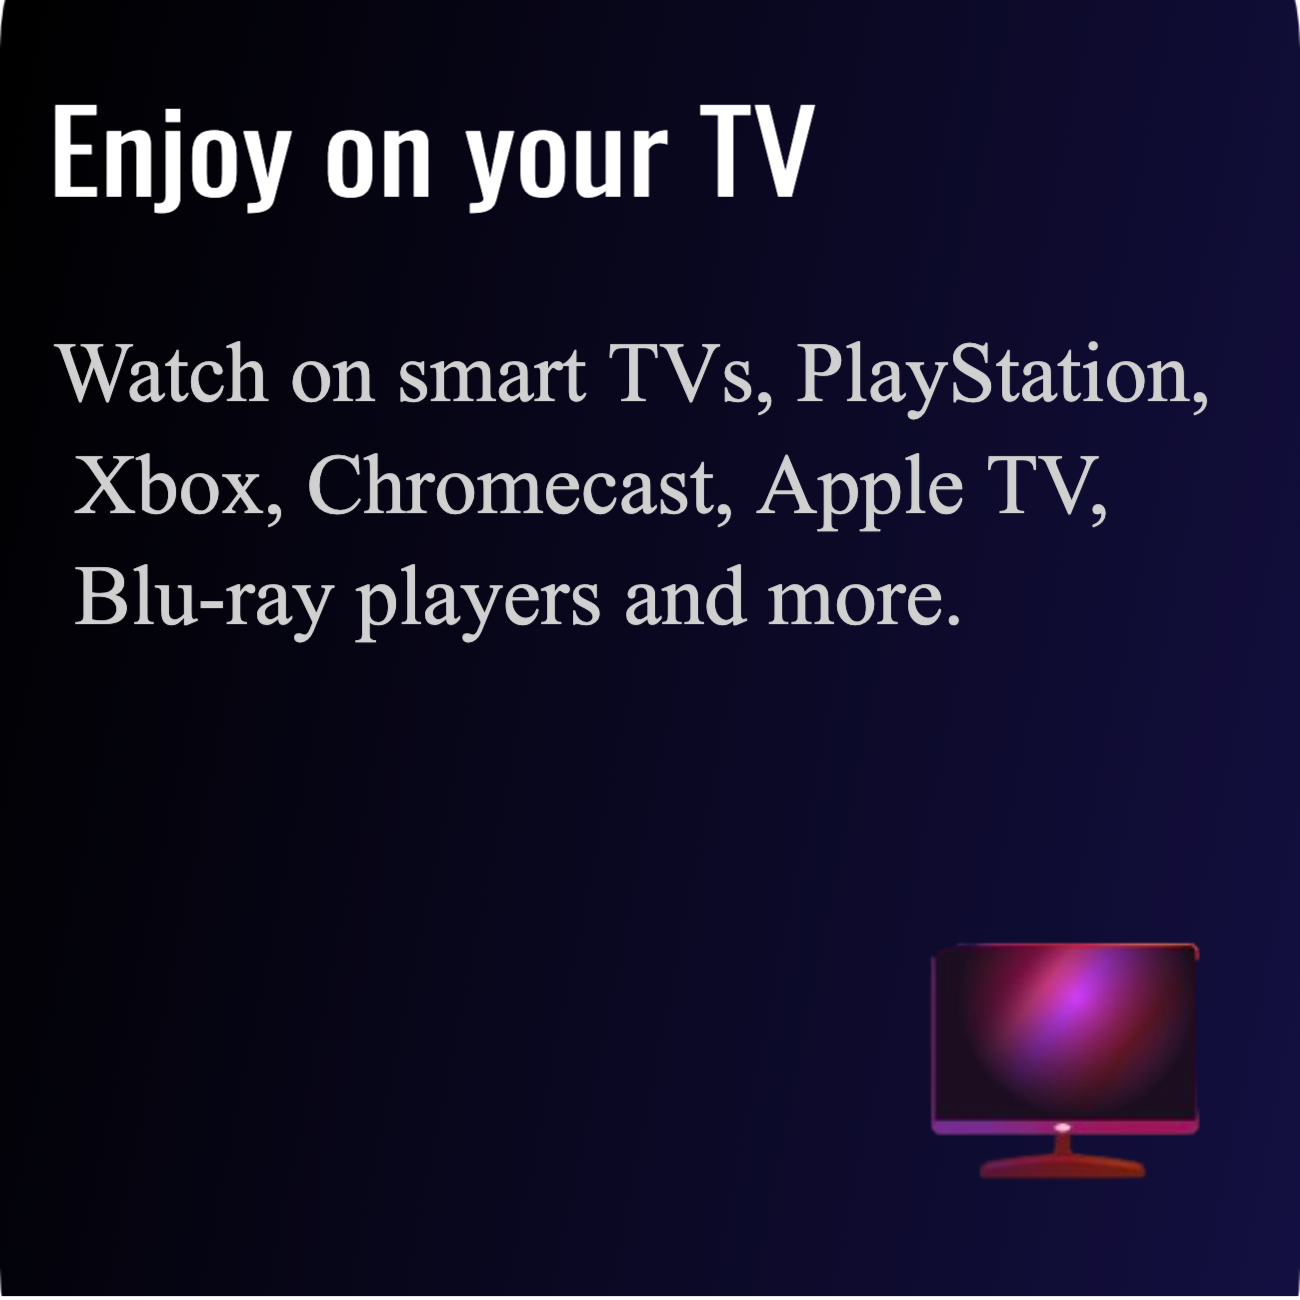 Enjoy on your TV
Watch on smart TVs, PlayStation,
Xbox, Chromecast, Apple TV,
Blu-ray players and more.